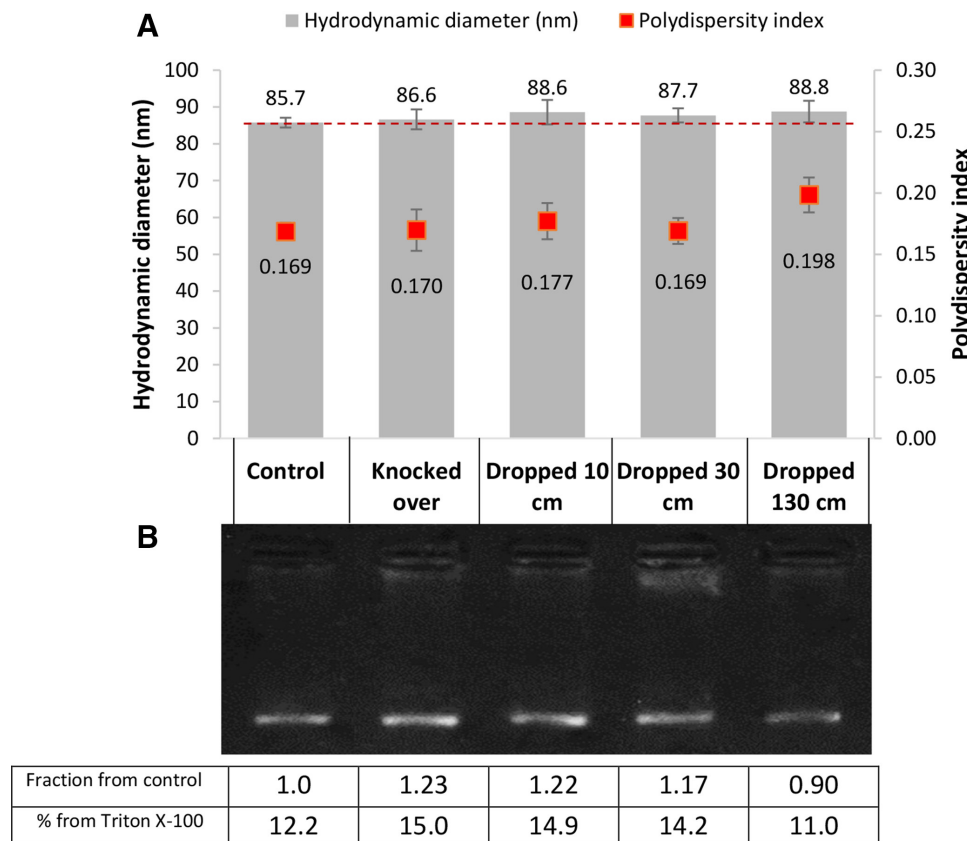 A
Hydrodynamic diameter (nm) Polydispersity index
Hydrodynamic diameter (nm)
100
90
80
70
60
50
40
30
20
10
0
85.7 86.6 88.6 87.7 88.8
0.169 0.170 0.177 0.169 0.198
0.30
0.25
0.20
0.15
0.10
0.05
0.00
Polydispersity index
Control
Knocked
over
Dropped 10
cm
Dropped 30
cm
Dropped
130 cm
B
Fraction from control 1.0 1.23 1.22 1.17 0.90
% from Triton X-100 12.2 15.0 14.9 14.2 11.0